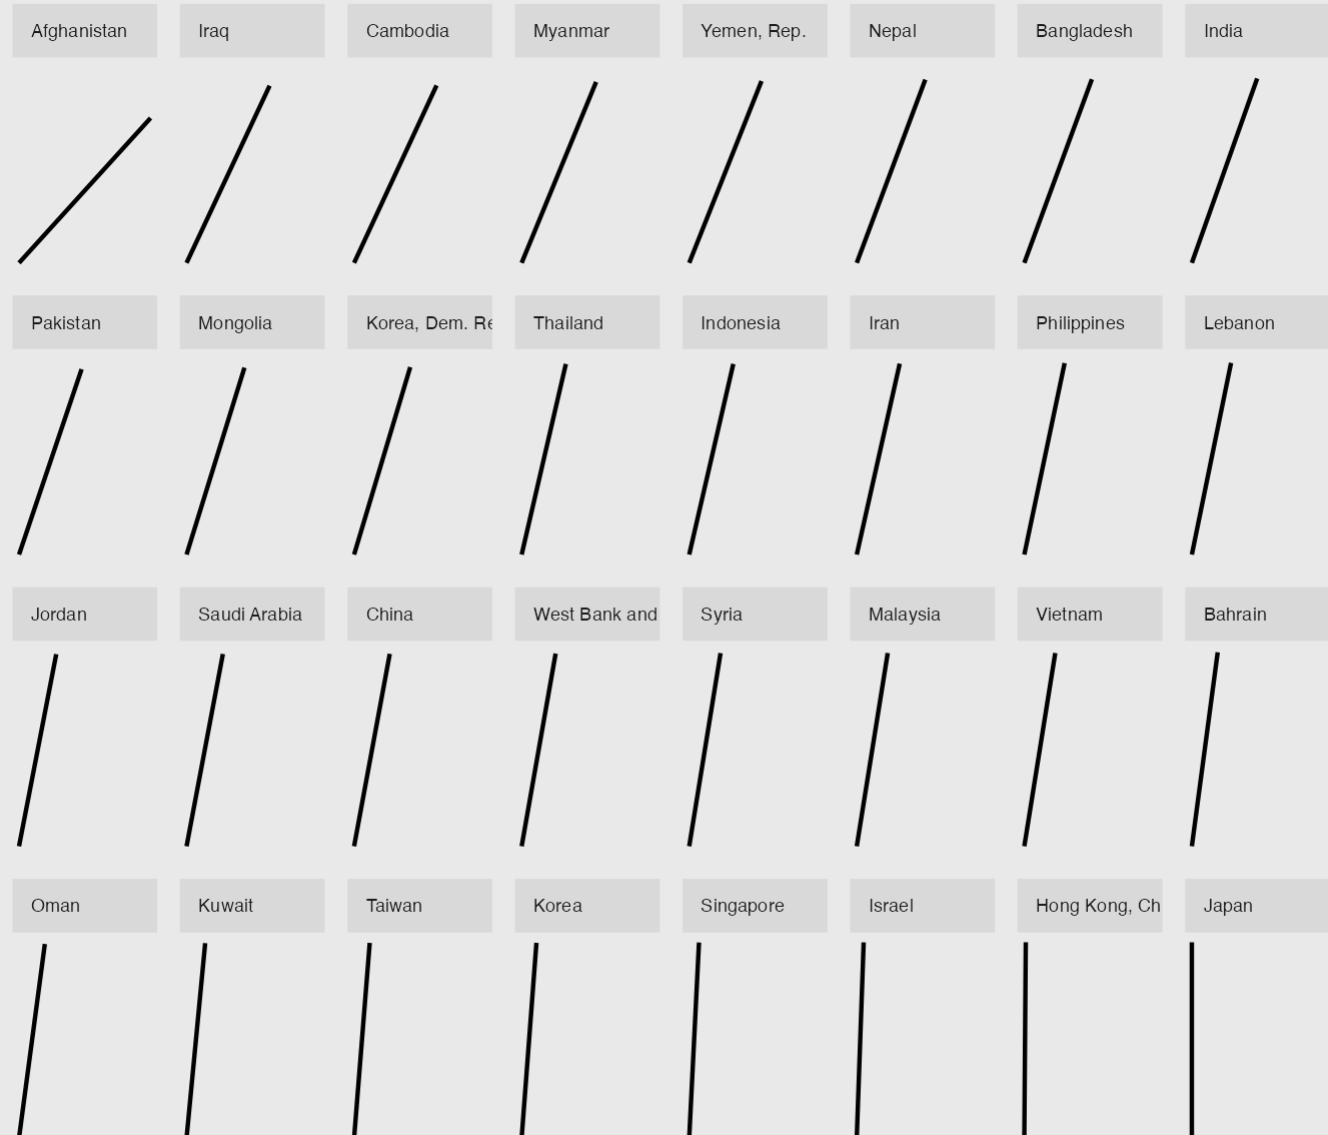 Afghanistan
Iraq
Cambodia
Myanmar
Yemen, Rep.
Nepal
Bangladesh
India
Pakistan
Mongolia
Korea, Dem. Re
Thailand
Indonesia
Iran
Philippines
Lebanon
Jordan
Saudi Arabia
China
West Bank and
Syria
Malaysia
Vietnam
Bahrain
Oman
Kuwait
Taiwan
Korea
Singapore
Israel
Hong Kong, Ch
Japan